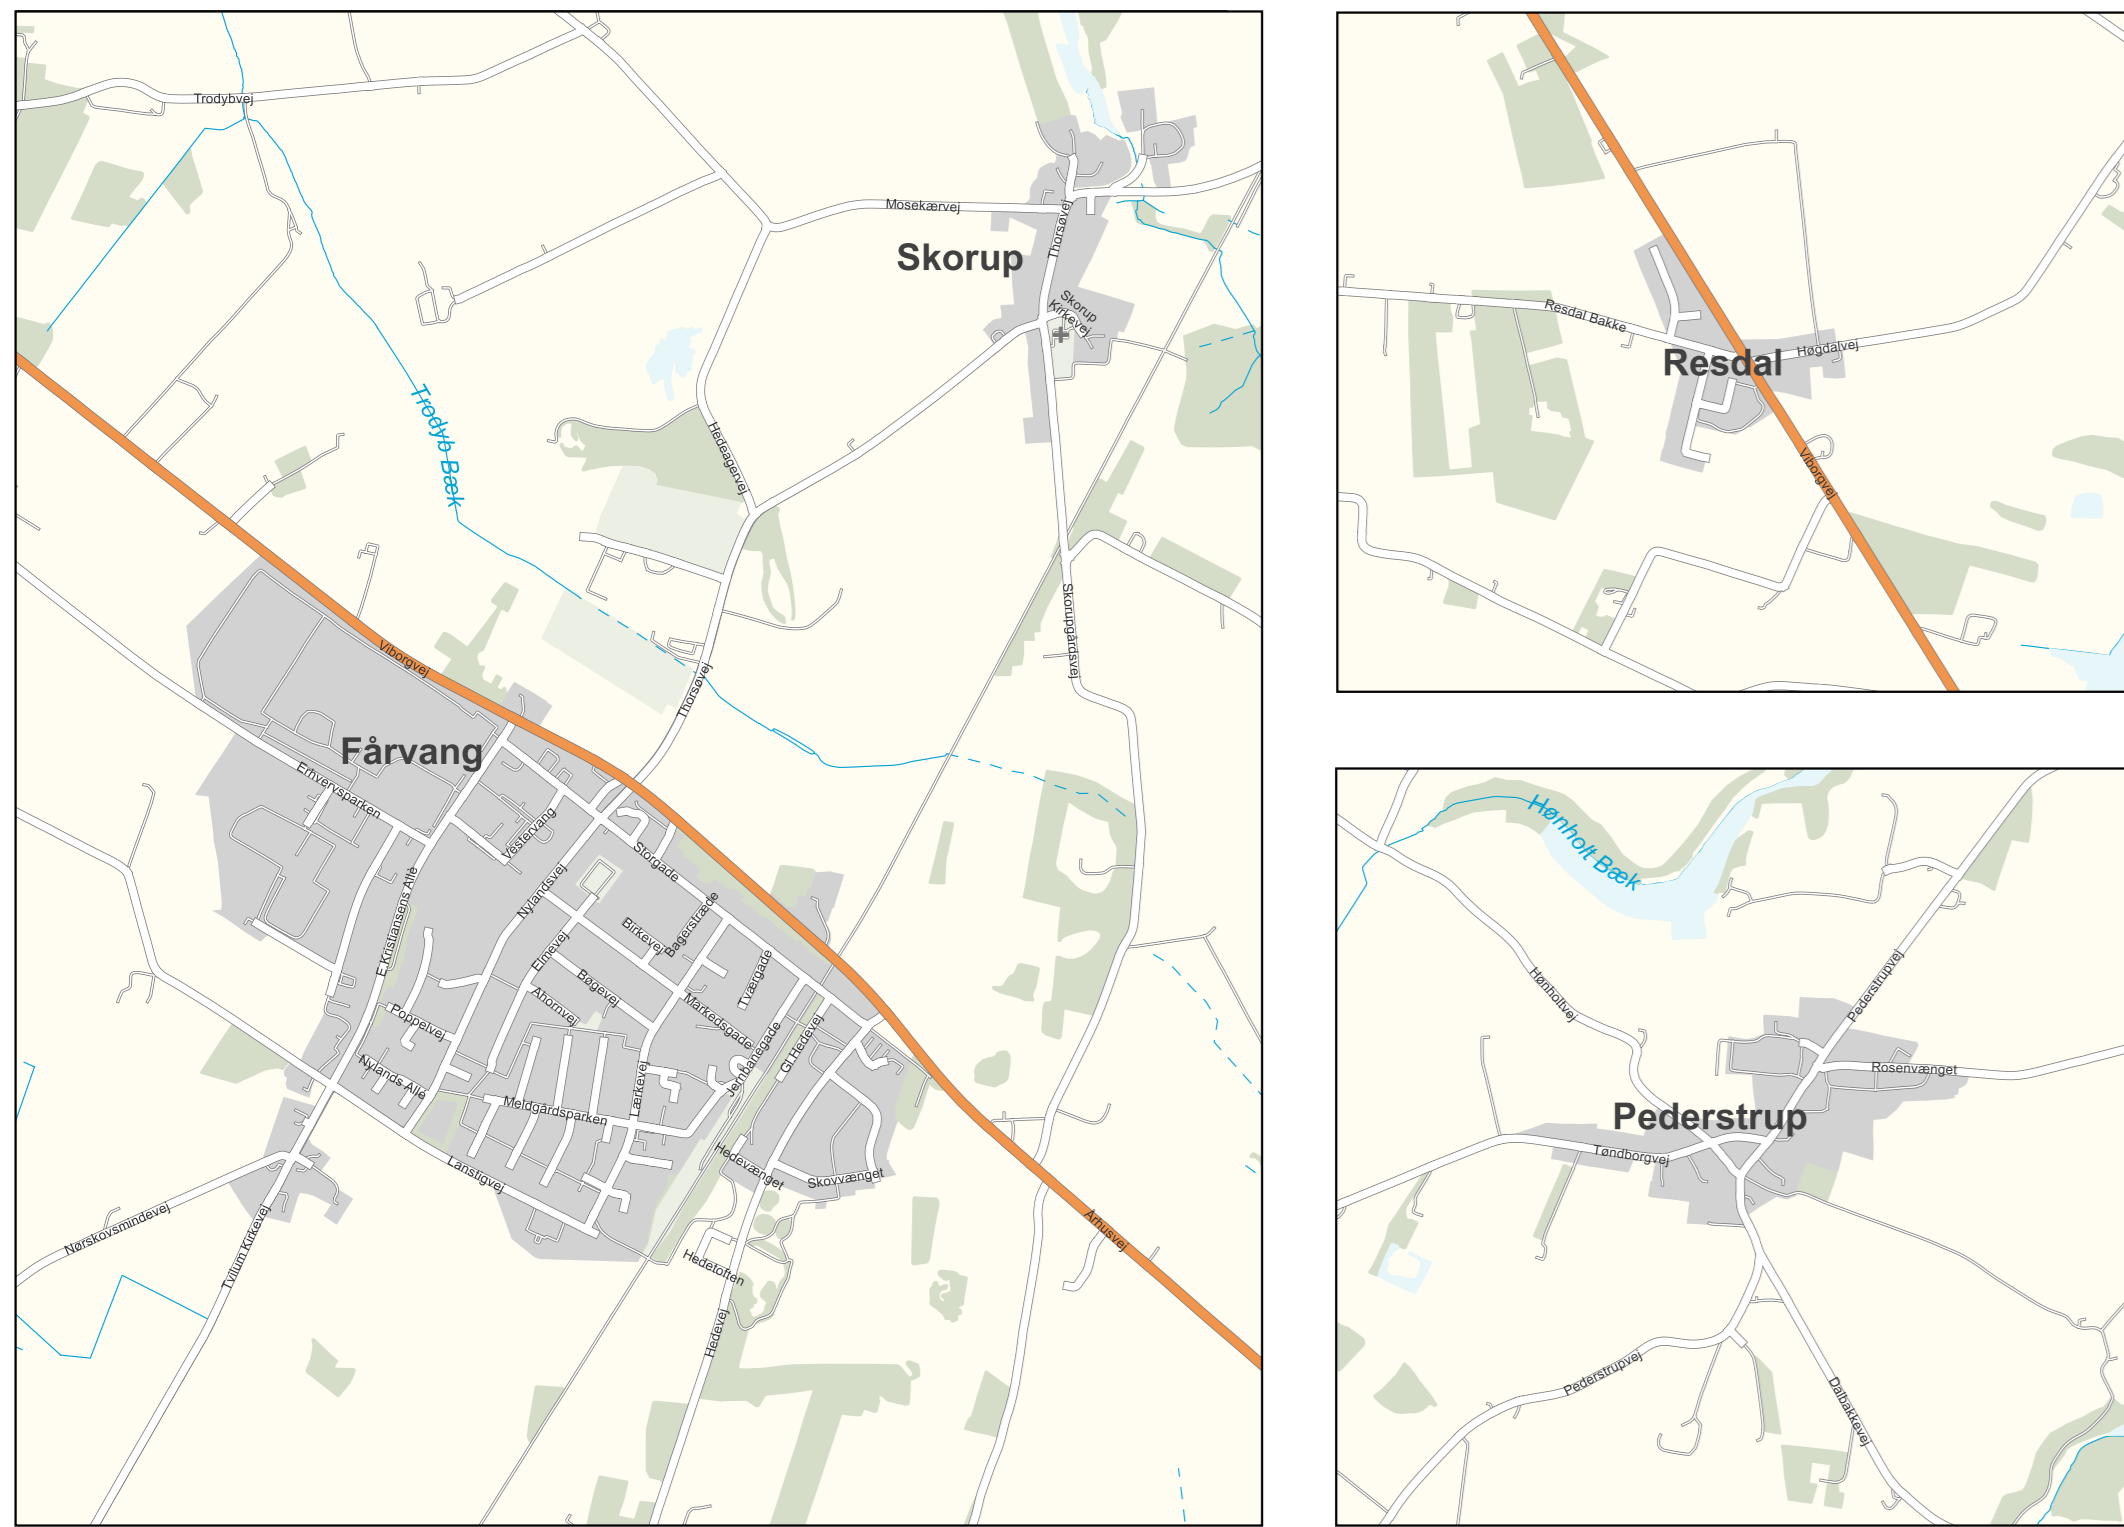 Trodybvej
Mosekærvej
Thorsøvej
Skorup
Skorup
Kirkevej
Trodyb Bæk
Hedeagervej
Skorupgårdsvej
Viborgvej
Thorsøvej
Fårvang
Erhvervsparken
Vestervang
Storgade
E.Kristiansens Allè
Nylandsvej
Birkevej
Bagerstræde
Elmevej
Bøgevej
Tværgade
Ahornvej
Markedsgade
Poppelvej
Jernbanegade
Gl.Hedevej
Nylands Allè
Lærkevej
Meldgårdsparken
Lanstigvej
Hedevænget
Skovvænget
Nørskovsmindevej
Tvilum Kirkevej
Hedetoften
Århusvej
Hedevej
Resdal Bakke
Resdal
Høgdalvej
Viborgvej
Hønholt Bæk
Hønholtvej
Pederstrupvej
Rosenvænget
Pederstrup
Tøndborgvej
Pederstrupvej
Dalbakkevej